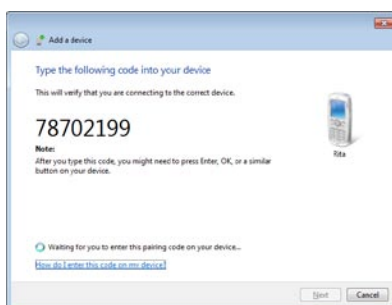 Add a device
Type the following code into your device
This will verify that you are connecting to the correct device.
78702199
Note:
After you type this code, you might need to press Enter, OK, or a similar
button on your device.
Rita
Waiting for you to enter this pairing code on your device...
How do I enter this code on my device?
Next
Cancel